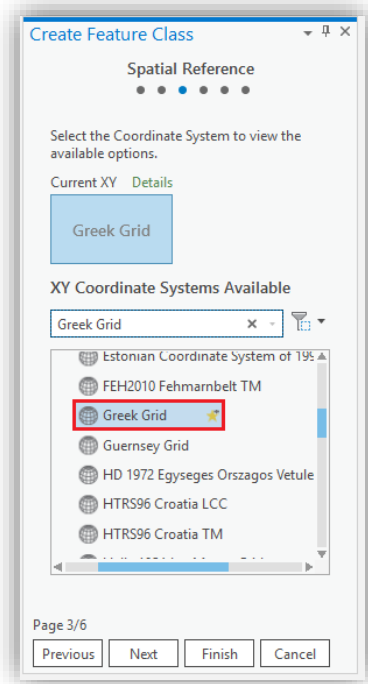 Create Feature Class
Spatial Reference
Select the Coordinate System to view the
available options.
Current XY Details
Greek Grid
XY Coordinate Systems Available
Greek Grid
Estonian Coordinate System of 199
FEH2010 Fehmarnbelt TM
Greek Grid
Guernsey Grid
HD 1972 Egyseges Orszagos Vetule
HTRS96 Croatia LCC
HTRS96 Croatia TM
Page 3/6
Previous Next Finish Cancel